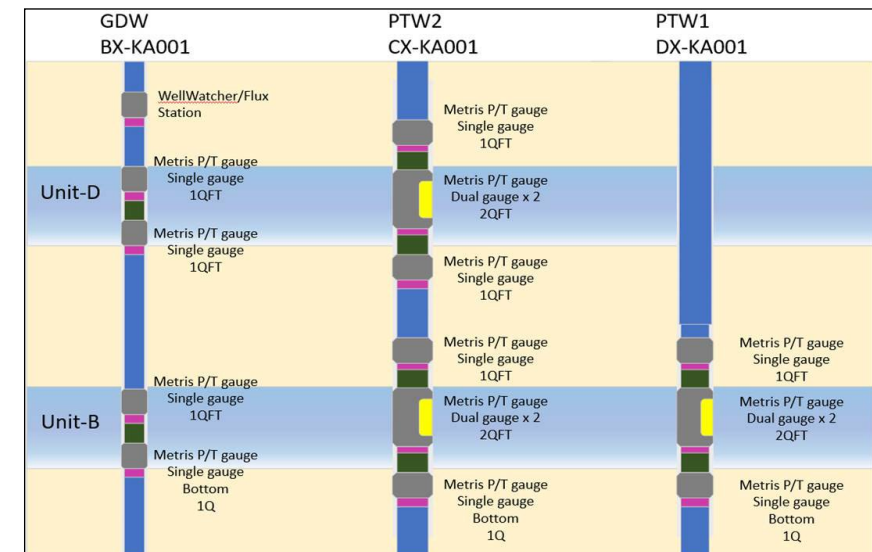 GDW
BX-KA001
PTW2
CX-KA001
PTW1
DX-KA001
WellWatcher/Flux
Station
Metris P/T gauge
Single gauge
1QFT
Metris P/T gauge
Single gauge
1QFT
Unit-D
Metris P/T gauge
Single gauge
1QFT
Metris P/T gauge
Dual gauge x 2
2QFT
Metris P/T gauge
Single gauge
1QFT
Metris P/T gauge
Single gauge
1QFT
Metris P/T gauge
Single gauge
1QFT
Metris P/T gauge
Single gauge
1QFT
Unit-B
Metris P/T gauge
Dual gauge x 2
2QFT
Metris P/T gauge
Dual gauge x 2
2QFT
Metris P/T gauge
Single gauge
Bottom
1Q
Metris P/T gauge
Single gauge
Bottom
1Q
Metris P/T gauge
Single gauge
Bottom
1Q